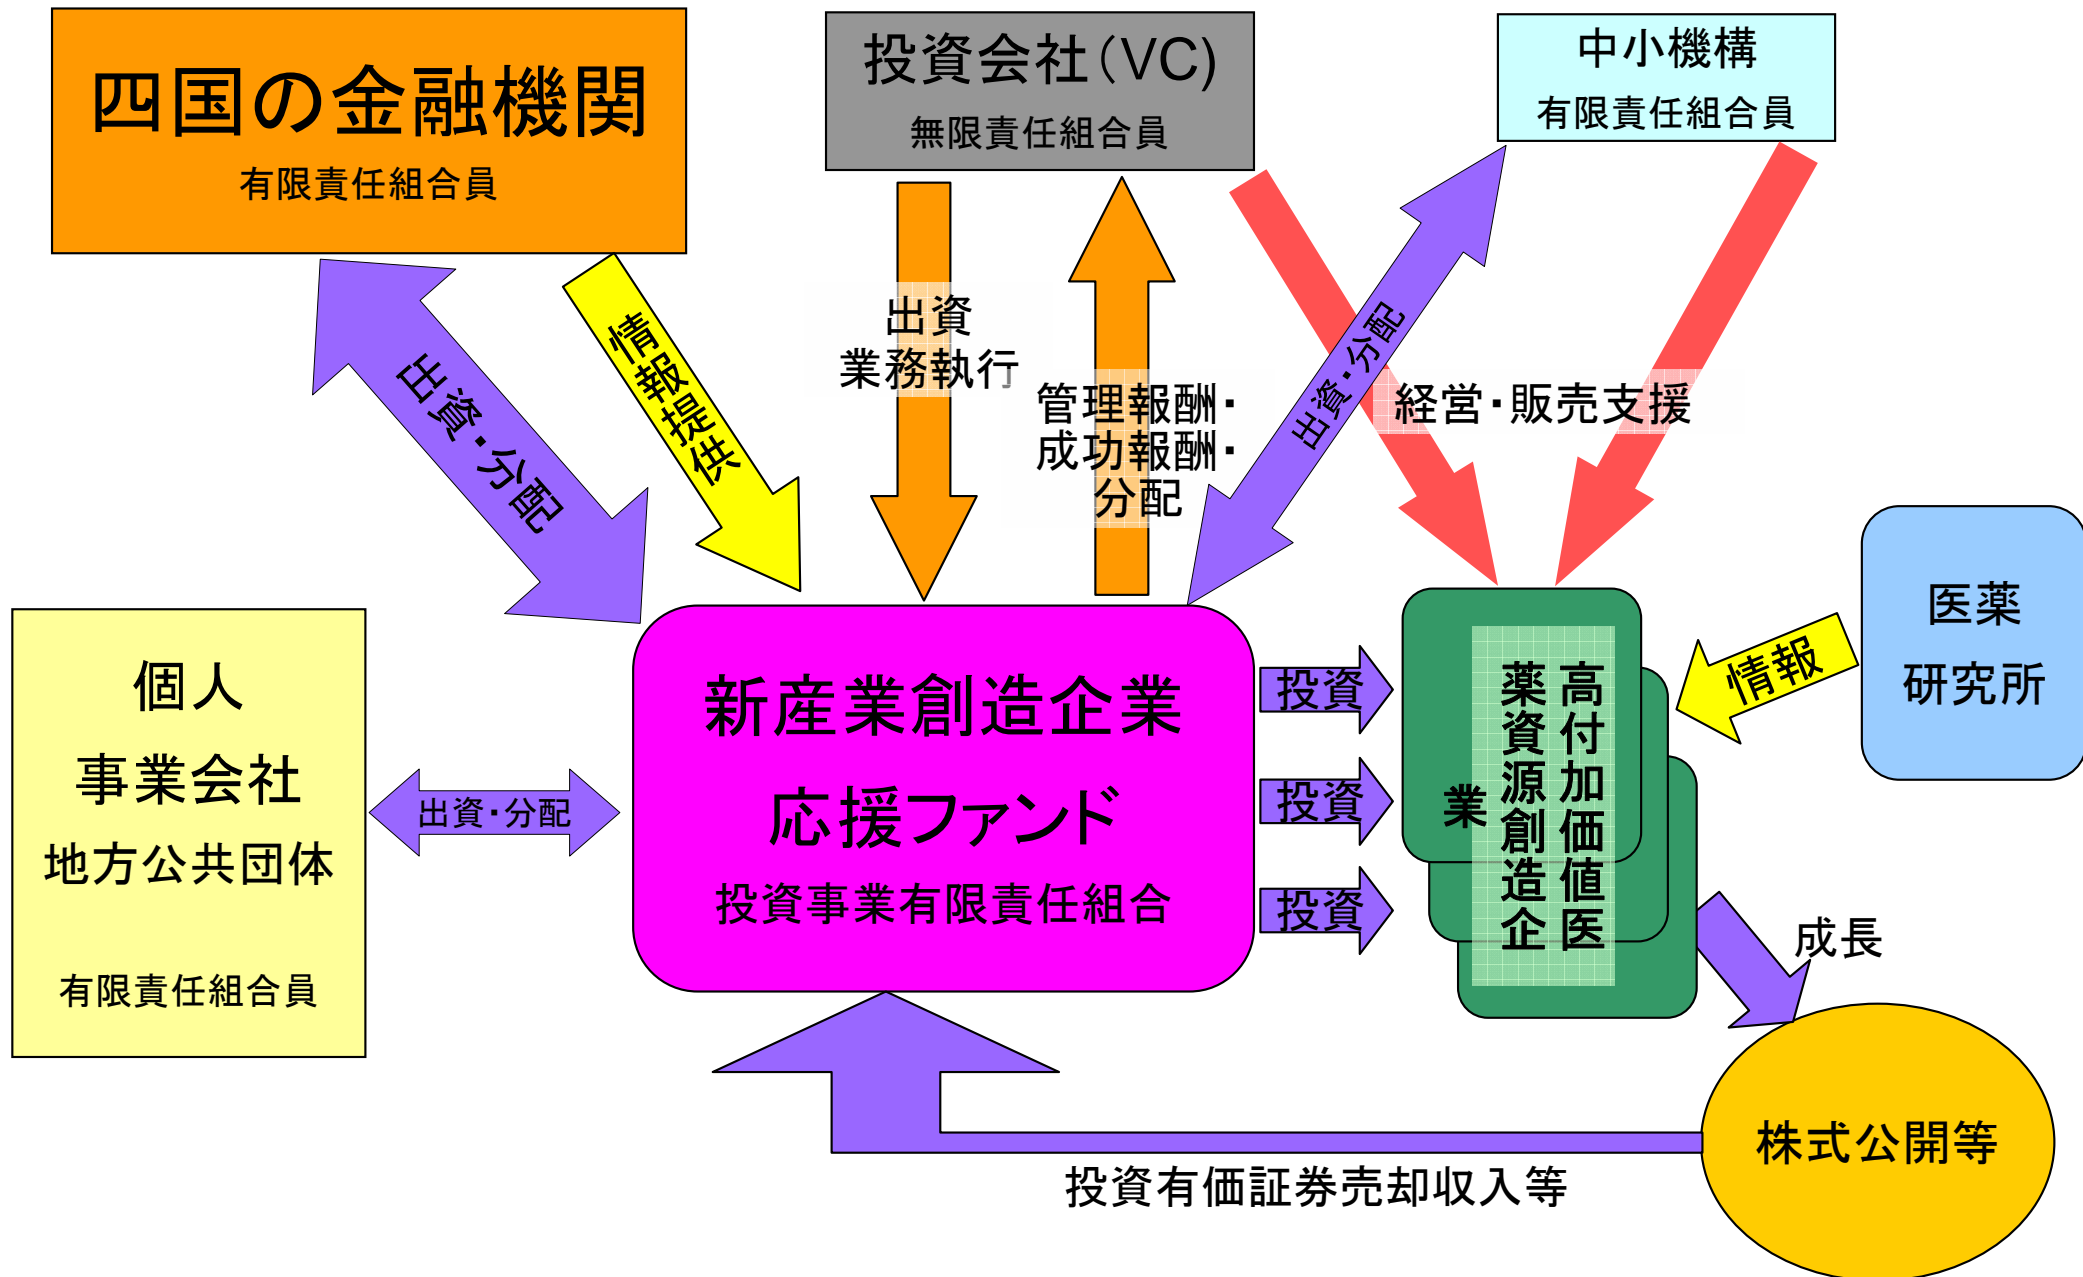 四国の金融機関
有限責任組合員
投資会社(VC)
無限責任組合員
中小機構
有限責任組合員
出資・分配
情報提供
出資
業務執行
管理報酬・
成功報酬・
分配
出資・分配
経営・販売支援
医薬
研究所
情報
個人
事業会社
地方公共団体
有限責任組合員
出資・分配
新産業創造企業
応援ファンド
投資事業有限責任組合
投資
投資
投資
高付加価値医
薬資源創造企
業
成長
株式公開等
投資有価証券売却収入等